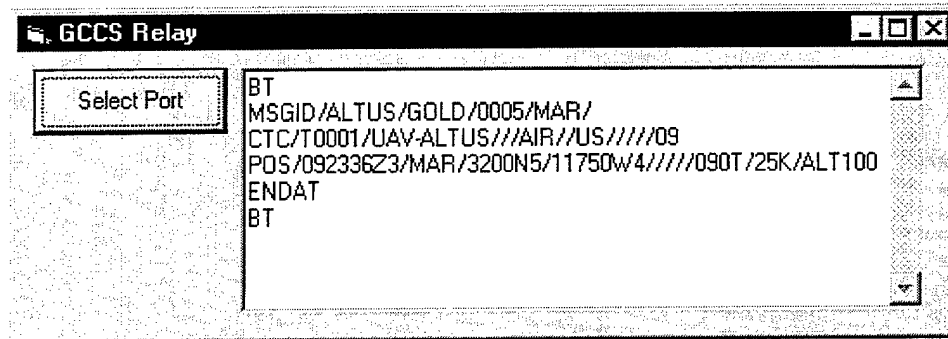 GCCS Relay
Select Port
BT
MSGID/ALTUS/GOLD/0005/MAR/
CTC/T0001/UAV-ALTUS///AIR//US/////09
POS/092336Z3/MAR/3200N5/11750W4/////090T/25K/ALT100
ENDAT
BT